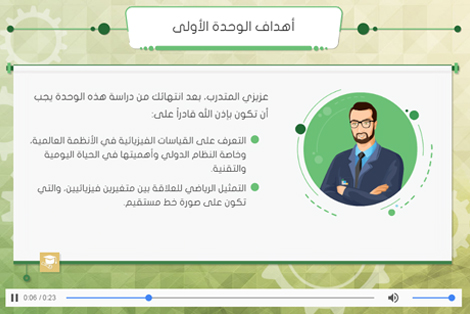 أهداف الوحدة الأولى
عزيزي المتدرب، بعد انتهائك من دراسة هذه الوحدة يجب
أن تكون بإذن الله قادراً على:
التعرف على القياسات الفيزيائية في الأنظمة العالمية،
وخاصة النظام الدولي وأهميتها في الحياة اليومية
والتقنية.
التمثيل الرياضي للعلاقة بين متغيرين فيزيائيين، والتي
تكون على صورة خط مستقيم.
0:06 / 0:23